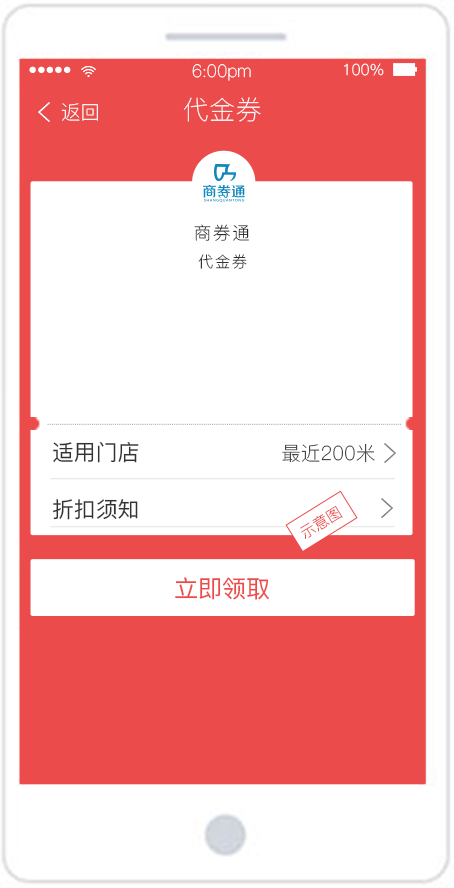 6:00pm 100%
返回 代金券
商券通
SHANGQUANTONG
商券通
代金券
适用门店 最近200米
折扣须知
示意图
立即领取